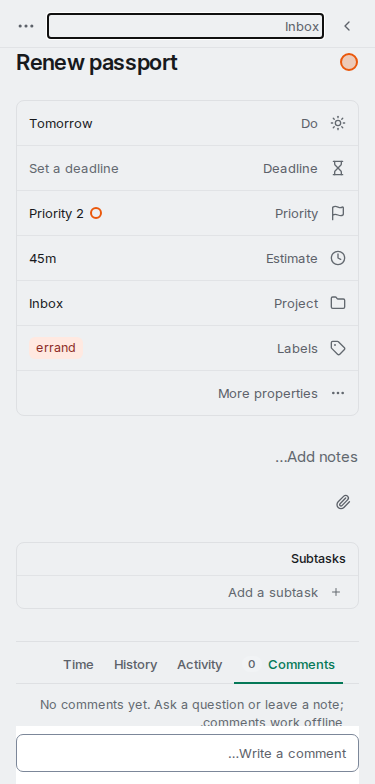 Inbox
Renew passport
Do Tomorrow
Deadline Set a deadline
Priority Priority 2
Estimate 45m
Project Inbox
Labels errand
More properties
Add notes...
Subtasks
Add a subtask
Comments 0 Activity History Time
No comments yet. Ask a question or leave a note;
comments work offline.
Write a comment...